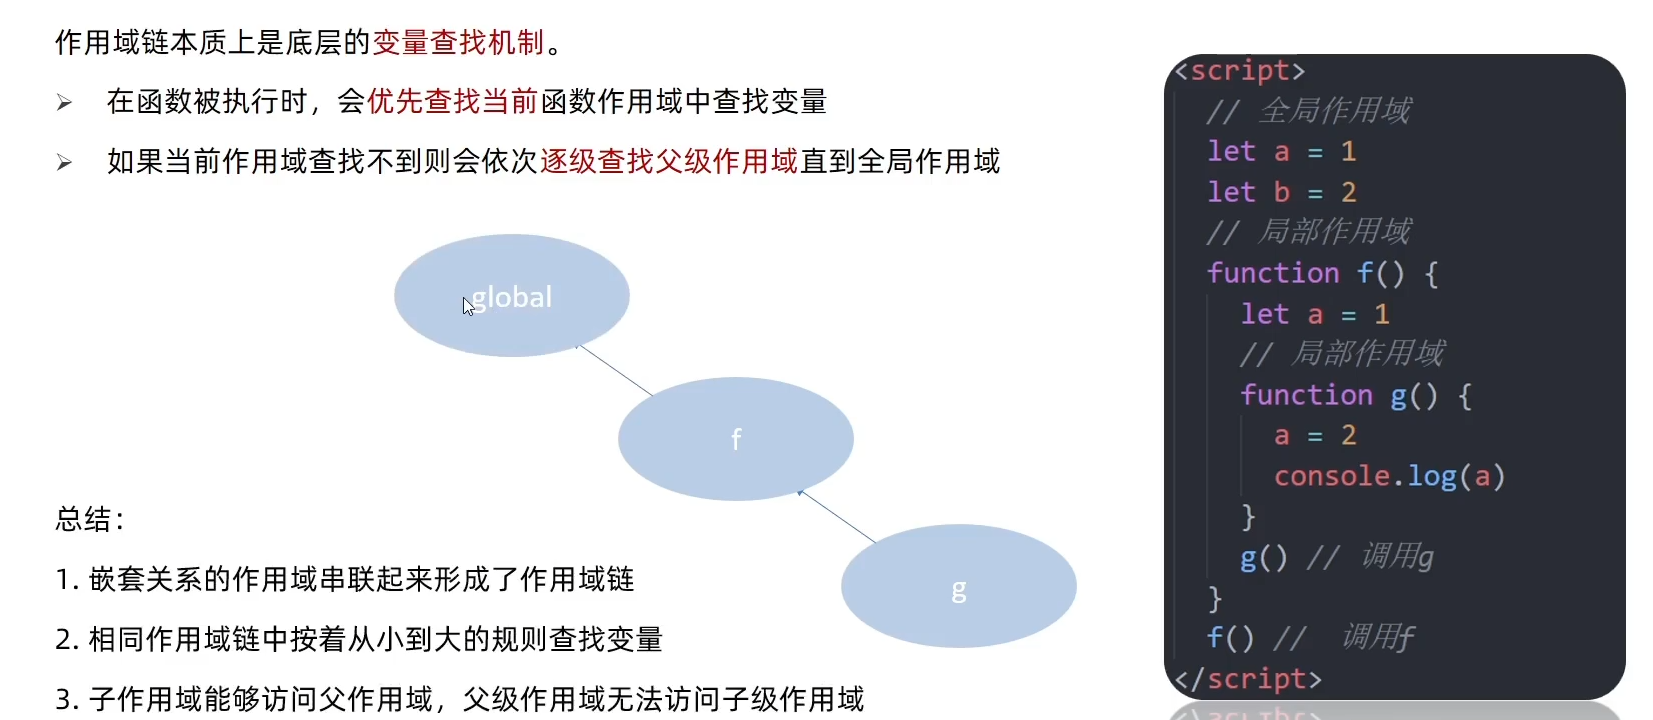 作用域链本质上是底层的变量查找机制。
➢ 在函数被执行时，会优先查找当前函数作用域中查找变量
➢ 如果当前作用域查找不到则会依次逐级查找父级作用域直到全局作用域
global
f
g
总结：
1. 嵌套关系的作用域串联起来形成了作用域链
2. 相同作用域链中按着从小到大的规则查找变量
3. 子作用域能够访问父作用域，父级作用域无法访问子级作用域
<script>
// 全局作用域
let a = 1
let b = 2
// 局部作用域
function f() {
let a = 1
// 局部作用域
function g() {
a = 2
console.log(a)
}
g() // 调用g
}
f() // 调用f
</script>